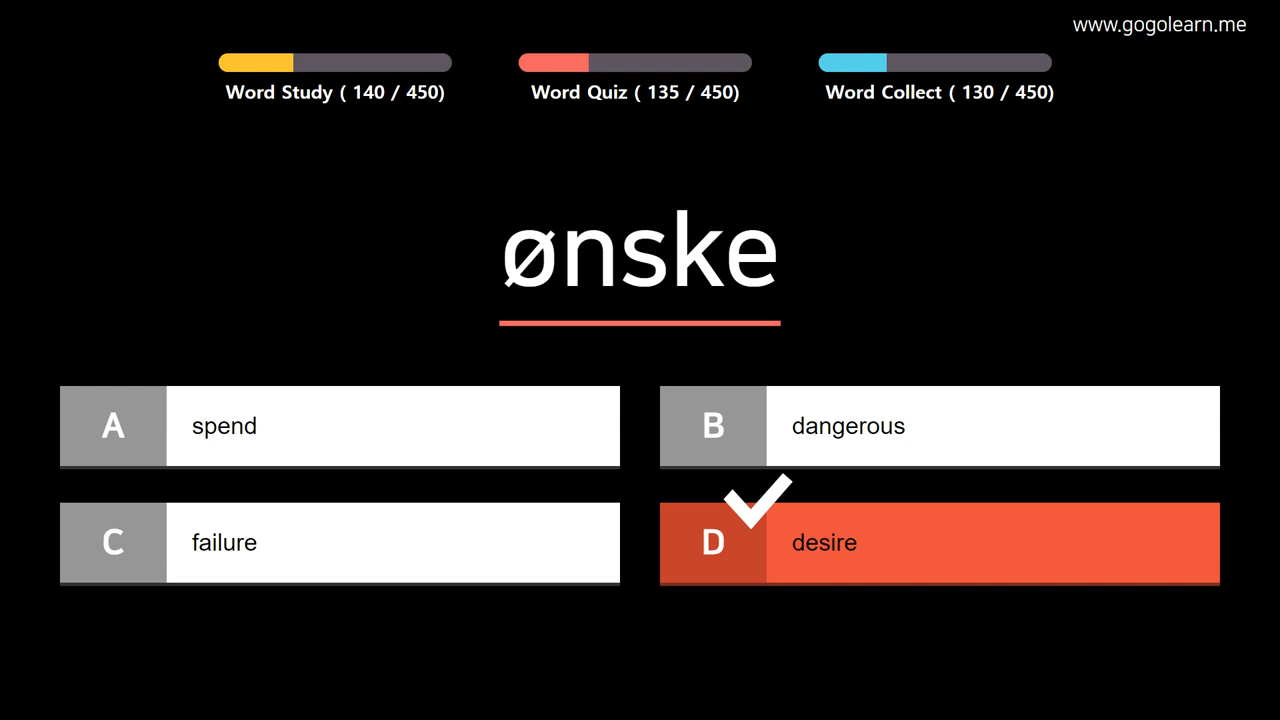 www.gogolearn.me
Word Study ( 140 / 450)
Word Quiz ( 135 / 450)
Word Collect ( 130 / 450)
ønske
A spend
B dangerous
C failure
D desire